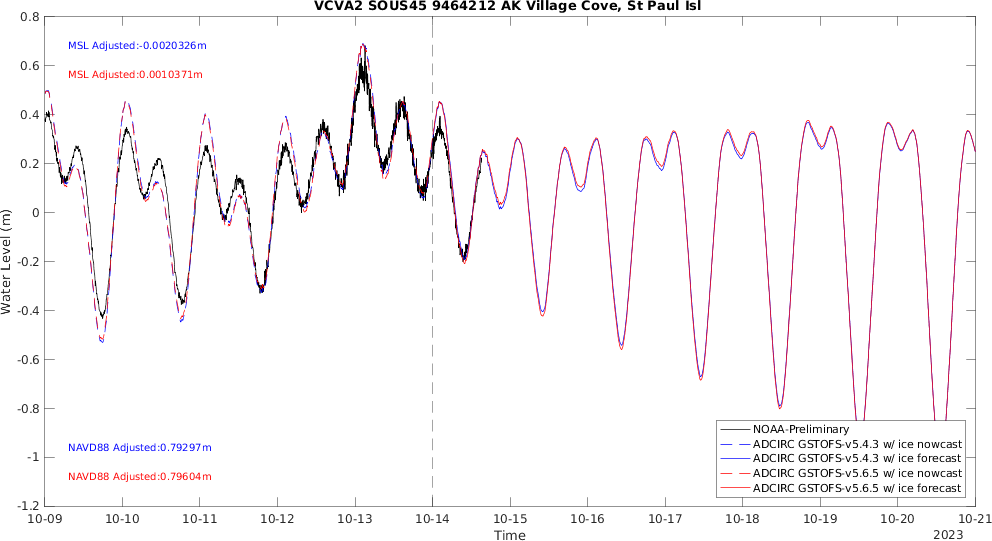 VCVA2 SOUS45 9464212 AK Village Cove, St Paul Isl
0.8
0.6
0.4
0.2
0
-0.2
-0.4
-0.6
-0.8
-1
-1.2
Water Level (m)
MSL Adjusted:-0.0020326m
MSL Adjusted:0.0010371m
NAVD88 Adjusted:0.79297m
NAVD88 Adjusted:0.79604m
NOAA-Preliminary
ADCIRC GSTOFS-v5.4.3 w/ ice nowcast
ADCIRC GSTOFS-v5.4.3 w/ ice forecast
ADCIRC GSTOFS-v5.6.5 w/ ice nowcast
ADCIRC GSTOFS-v5.6.5 w/ ice forecast
10-09 10-10 10-11 10-12 10-13 10-14 10-15 10-16 10-17 10-18 10-19 10-20 10-21
Time
2023